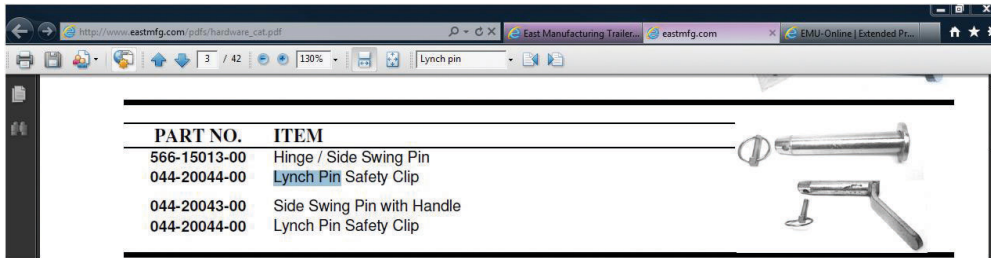 http://www.eastmfg.com/pdfs/hardware_cat.pdf
East Manufacturing Trailer...
eastmfg.com
EMU-Online | Extended Pr...
3 / 42
130%
Lynch pin
PART NO. ITEM
566-15013-00 Hinge / Side Swing Pin
044-20044-00 Lynch Pin Safety Clip
044-20043-00 Side Swing Pin with Handle
044-20044-00 Lynch Pin Safety Clip